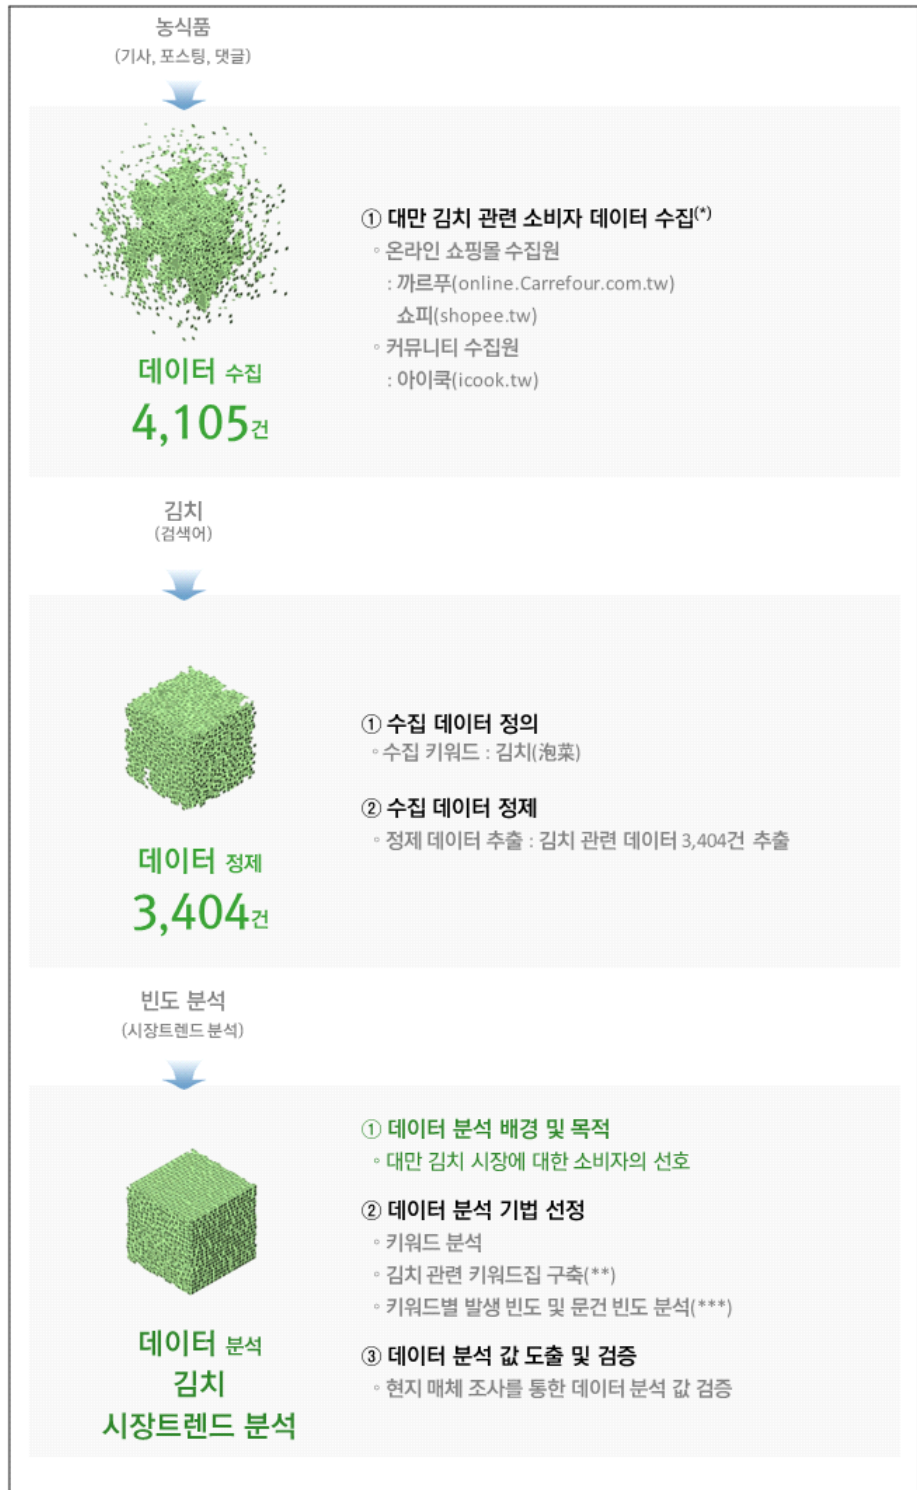 농식품
(기사, 포스팅, 댓글)
① 대만 김치 관련 소비자 데이터 수집(*)
◦ 온라인 쇼핑몰 수집원
: 까르푸(online.Carrefour.com.tw)
쇼피(shopee.tw)
◦ 커뮤니티 수집원
: 아이쿡(icook.tw)
데이터 수집
4,105건
김치
(검색어)
① 수집 데이터 정의
◦ 수집 키워드 : 김치(泡菜)
② 수집 데이터 정제
◦ 정제 데이터 추출 : 김치 관련 데이터 3,404건 추출
데이터 정제
3,404건
빈도 분석
(시장트렌드 분석)
① 데이터 분석 배경 및 목적
◦ 대만 김치 시장에 대한 소비자의 선호
② 데이터 분석 기법 선정
◦ 키워드 분석
◦ 김치 관련 키워드집 구축(**)
◦ 키워드별 발생 빈도 및 문건 빈도 분석(***)
③ 데이터 분석 값 도출 및 검증
◦ 현지 매체 조사를 통한 데이터 분석 값 검증
데이터 분석
김치
시장트렌드 분석